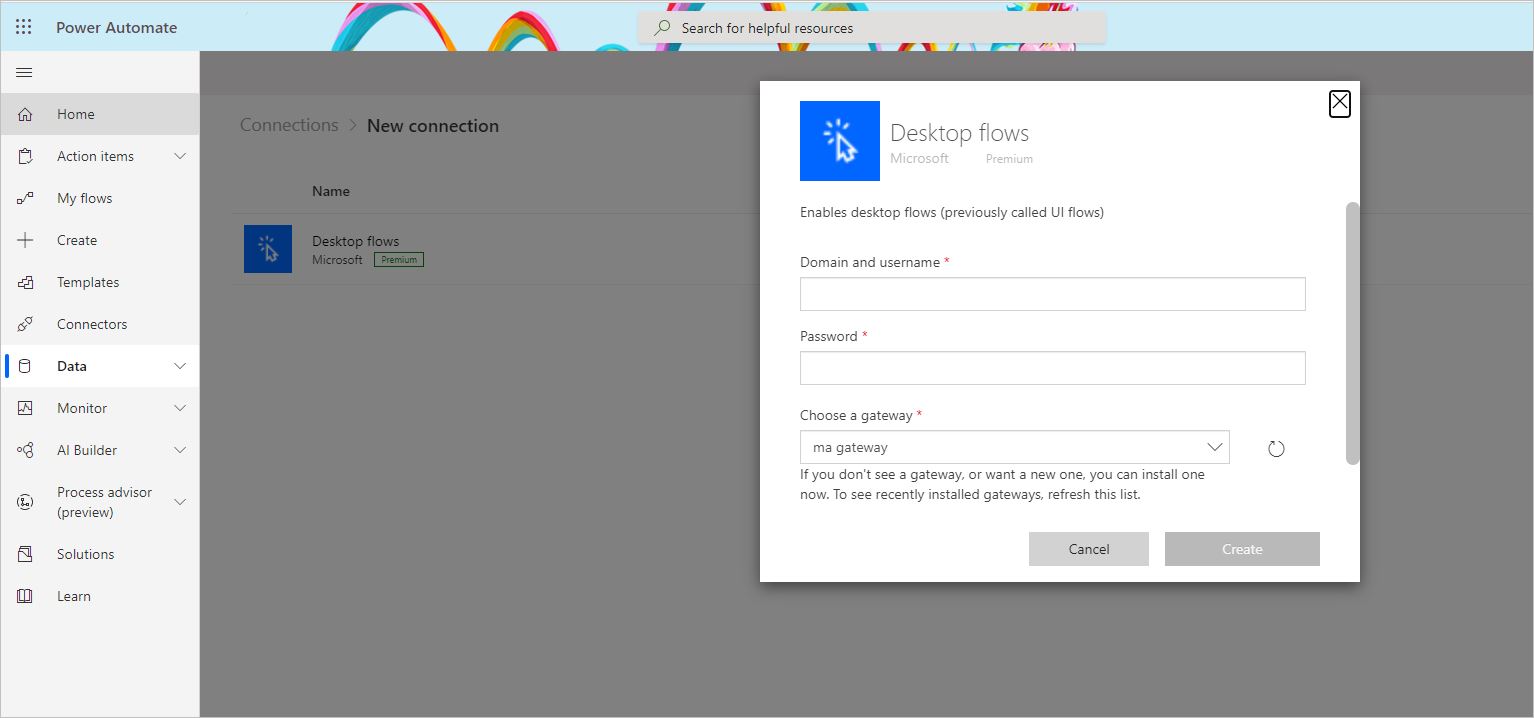 Power Automate
Search for helpful resources
Home
Action items
My flows
Create
Templates
Connectors
Data
Monitor
AI Builder
Process advisor
(preview)
Solutions
Learn
Connections > New connection
Name
Desktop flows
Microsoft Premium
Desktop flows
Microsoft Premium
Enables desktop flows (previously called UI flows)
Domain and username *
Password *
Choose a gateway *
ma gateway
If you don't see a gateway, or want a new one, you can install one
now. To see recently installed gateways, refresh this list.
Cancel Create